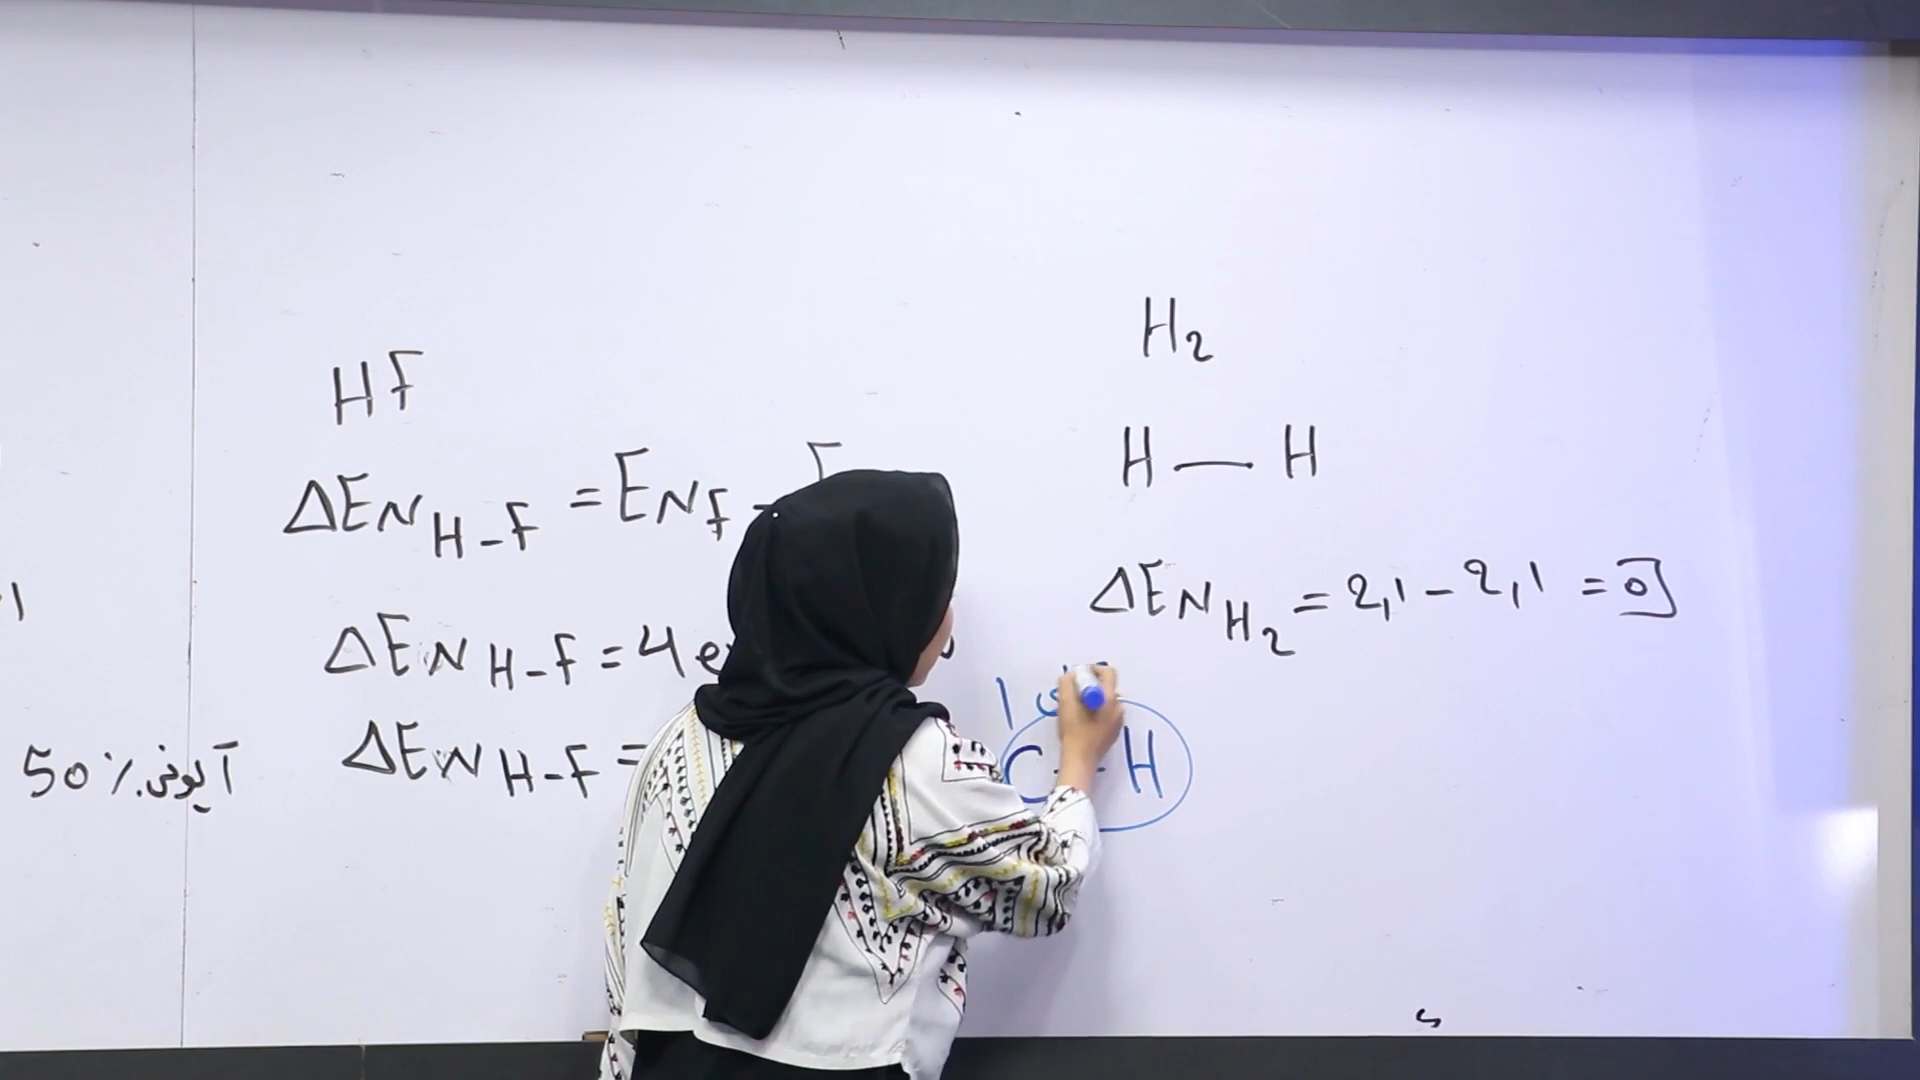 HF
ΔEN H-F = EN F -
ΔEN H-F = 4 e
ΔEN H-F =
50٪ آیونی
H2
H — H
ΔEN H2 = 2,1 - 2,1 = 0
C - H